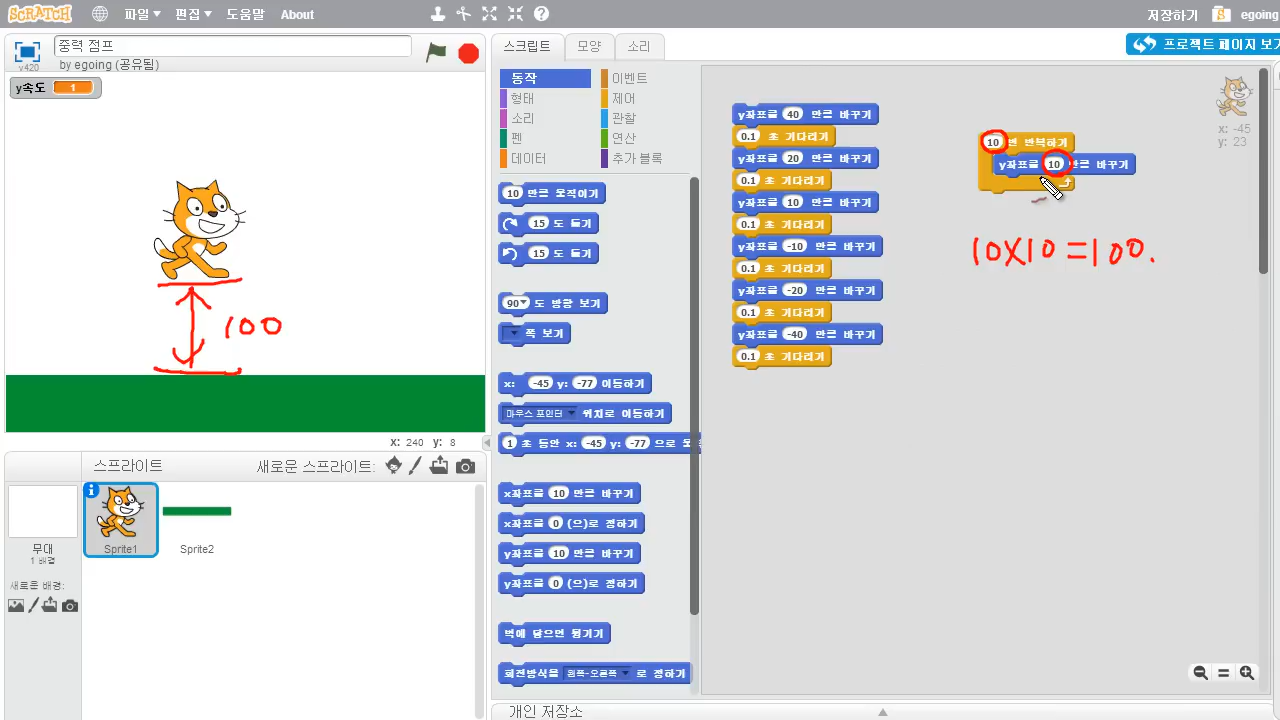 SCRATCH 파일▼ 편집▼ 도움말 About 저장하기 egoing
중력 점프
by egoing (공유됨)
v420
y속도 1
100
x: 240 y: 8
스프라이트 새로운 스프라이트:
무대
1 배경
새로운 배경:
Sprite1
Sprite2
스크립트 모양 소리
프로젝트 페이지 보기
동작 이벤트
형태 제어
소리 관찰
펜 연산
데이터 추가 블록
10 만큼 움직이기
15 도 돌기
15 도 돌기
90▼ 도 방향 보기
쪽 보기
x: -45 y: -77 이동하기
마우스 포인터 위치로 이동하기
1 초 동안 x: -45 y: -77 으로 움
x좌표를 10 만큼 바꾸기
x좌표를 0 (으)로 정하기
y좌표를 10 만큼 바꾸기
y좌표를 0 (으)로 정하기
벽에 닿으면 튕기기
회전방식을 왼쪽-오른쪽 로 정하기
y좌표를 40 만큼 바꾸기
0.1 초 기다리기
y좌표를 20 만큼 바꾸기
0.1 초 기다리기
y좌표를 10 만큼 바꾸기
0.1 초 기다리기
y좌표를 -10 만큼 바꾸기
0.1 초 기다리기
y좌표를 -20 만큼 바꾸기
0.1 초 기다리기
y좌표를 -40 만큼 바꾸기
0.1 초 기다리기
x: -45
y: 23
10 번 반복하기
y좌표를 10 만큼 바꾸기
10X10=100.
개인 저장소